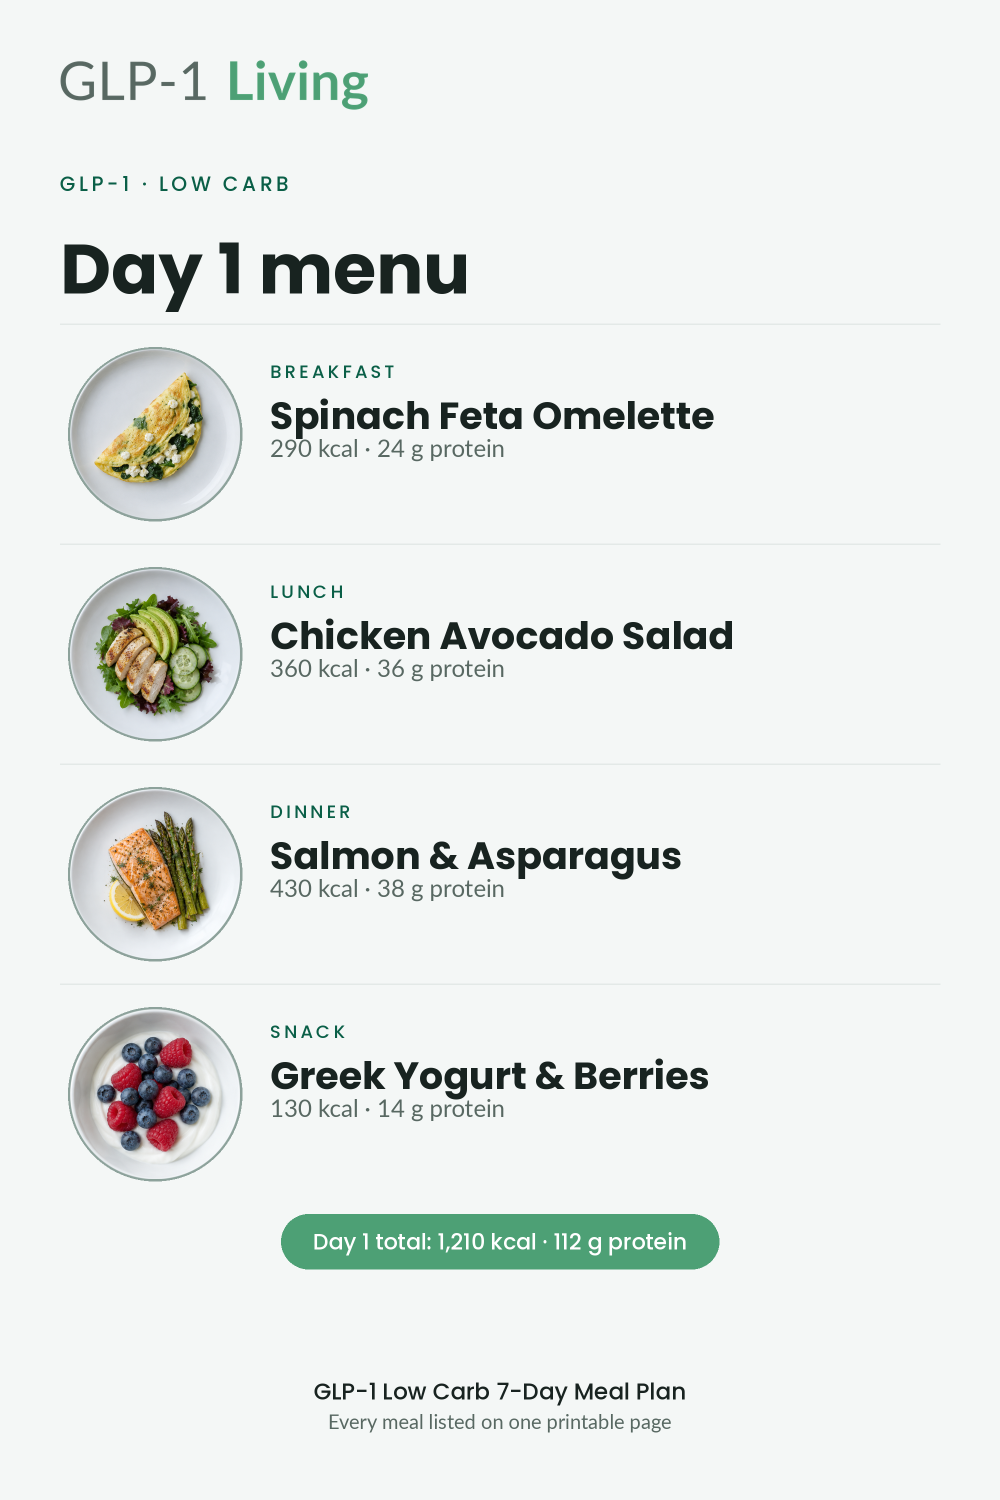 GLP-1 Living
GLP-1 · LOW CARB
Day 1 menu
BREAKFAST
Spinach Feta Omelette
290 kcal · 24 g protein
LUNCH
Chicken Avocado Salad
360 kcal · 36 g protein
DINNER
Salmon & Asparagus
430 kcal · 38 g protein
SNACK
Greek Yogurt & Berries
130 kcal · 14 g protein
Day 1 total: 1,210 kcal · 112 g protein
GLP-1 Low Carb 7-Day Meal Plan
Every meal listed on one printable page